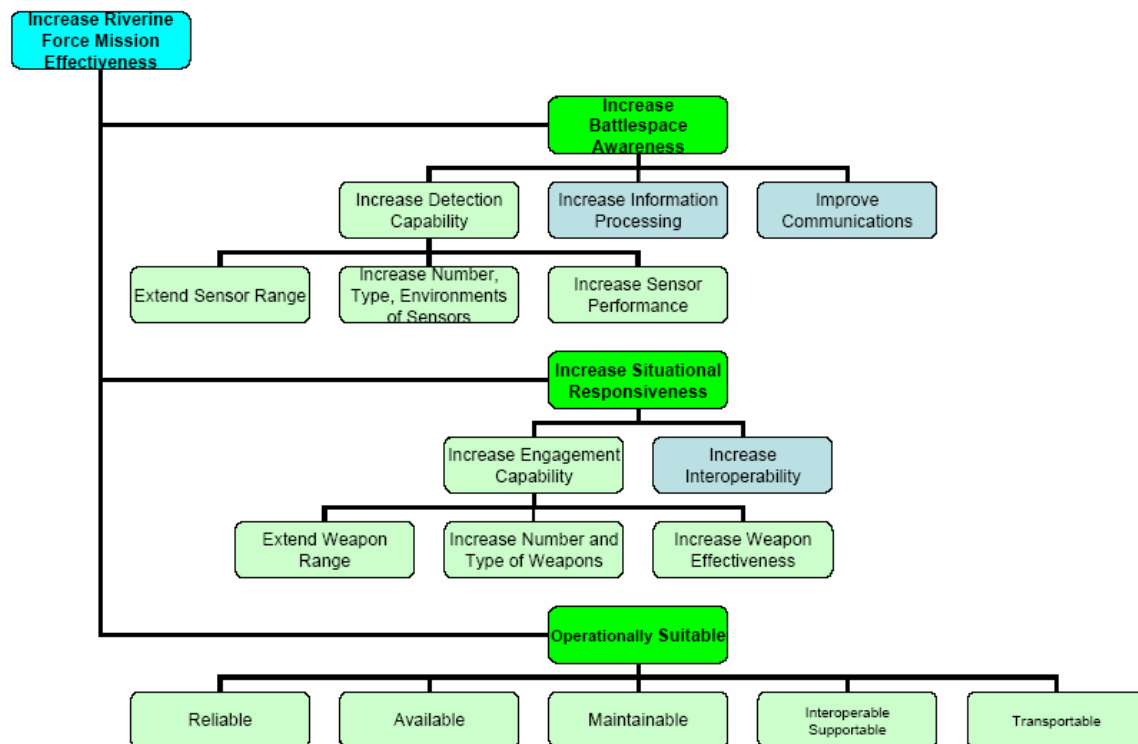 Increase Riverine
Force Mission
Effectiveness
Increase
Battlespace
Awareness
Increase Detection
Capability
Increase Information
Processing
Improve
Communications
Extend Sensor Range
Increase Number,
Type, Environments
of Sensors
Increase Sensor
Performance
Increase Situational
Responsiveness
Increase Engagement
Capability
Increase
Interoperability
Extend Weapon
Range
Increase Number and
Type of Weapons
Increase Weapon
Effectiveness
Operationally Suitable
Reliable
Available
Maintainable
Interoperable
Supportable
Transportable